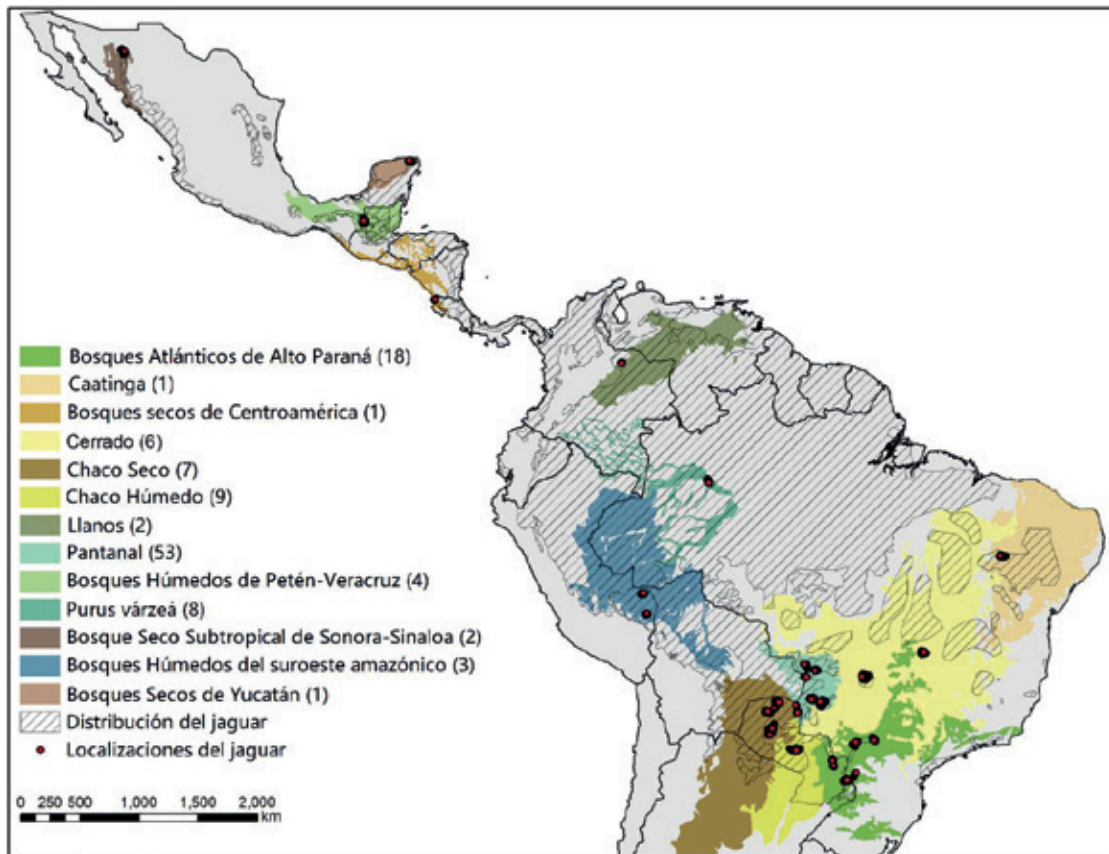 Bosques Atlánticos de Alto Paraná (18)
Caatinga (1)
Bosques secos de Centroamérica (1)
Cerrado (6)
Chaco Seco (7)
Chaco Húmedo (9)
Llanos (2)
Pantanal (53)
Bosques Húmedos de Petén-Veracruz (4)
Purus várzeá (8)
Bosque Seco Subtropical de Sonora-Sinaloa (2)
Bosques Húmedos del suroeste amazónico (3)
Bosques Secos de Yucatán (1)
Distribución del jaguar
Localizaciones del jaguar
0 250 500 1,000 1,500 2,000
km